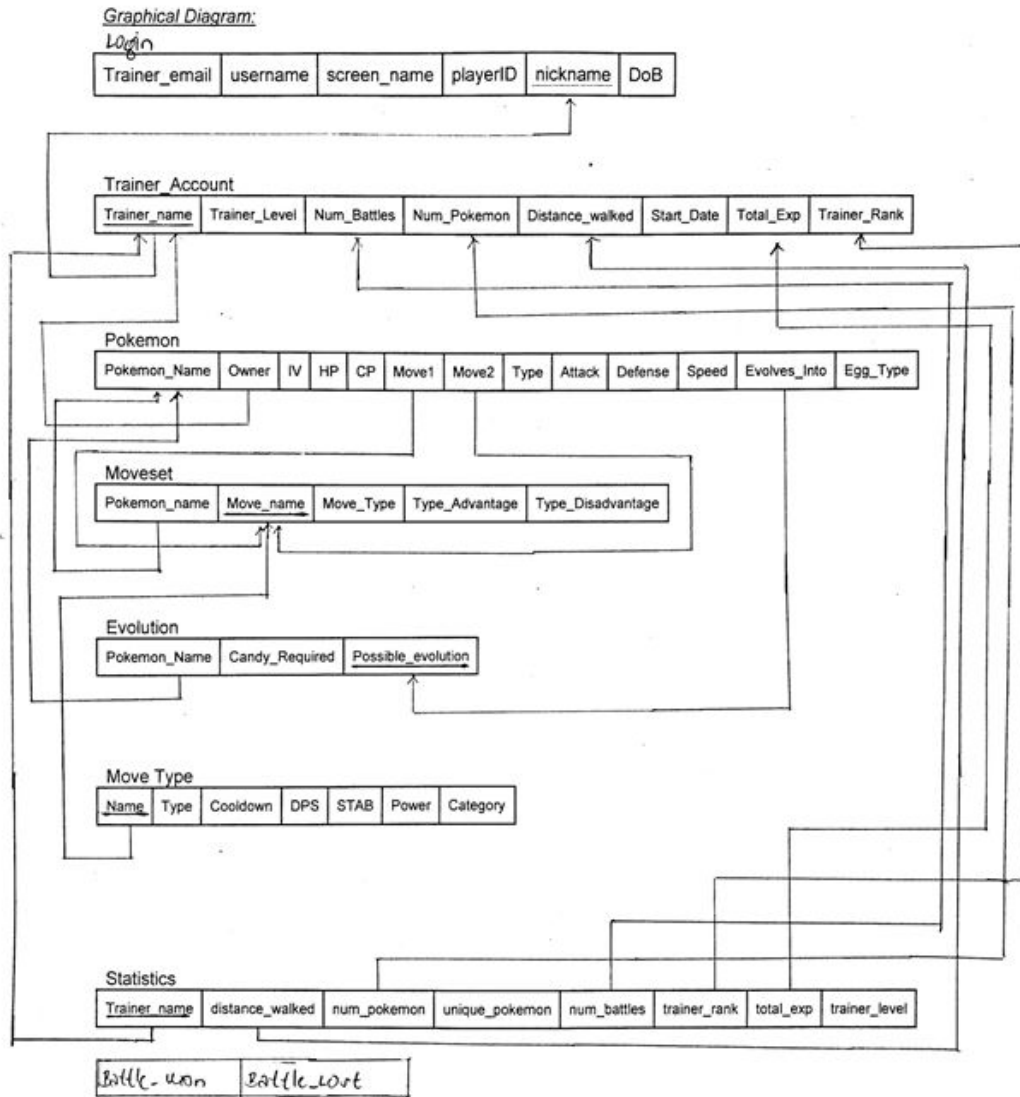 Graphical Diagram:
Login
Trainer_email username screen_name playerID nickname DoB
Trainer_Account
Trainer_name Trainer_Level Num_Battles Num_Pokemon Distance_walked Start_Date Total_Exp Trainer_Rank
Pokemon
Pokemon_Name Owner IV HP CP Move1 Move2 Type Attack Defense Speed Evolves_Into Egg_Type
Moveset
Pokemon_name Move_name Move_Type Type_Advantage Type_Disadvantage
Evolution
Pokemon_Name Candy_Required Possible_evolution
Move Type
Name Type Cooldown DPS STAB Power Category
Statistics
Trainer_name distance_walked num_pokemon unique_pokemon num_battles trainer_rank total_exp trainer_level
Battle_won Battle_Lost